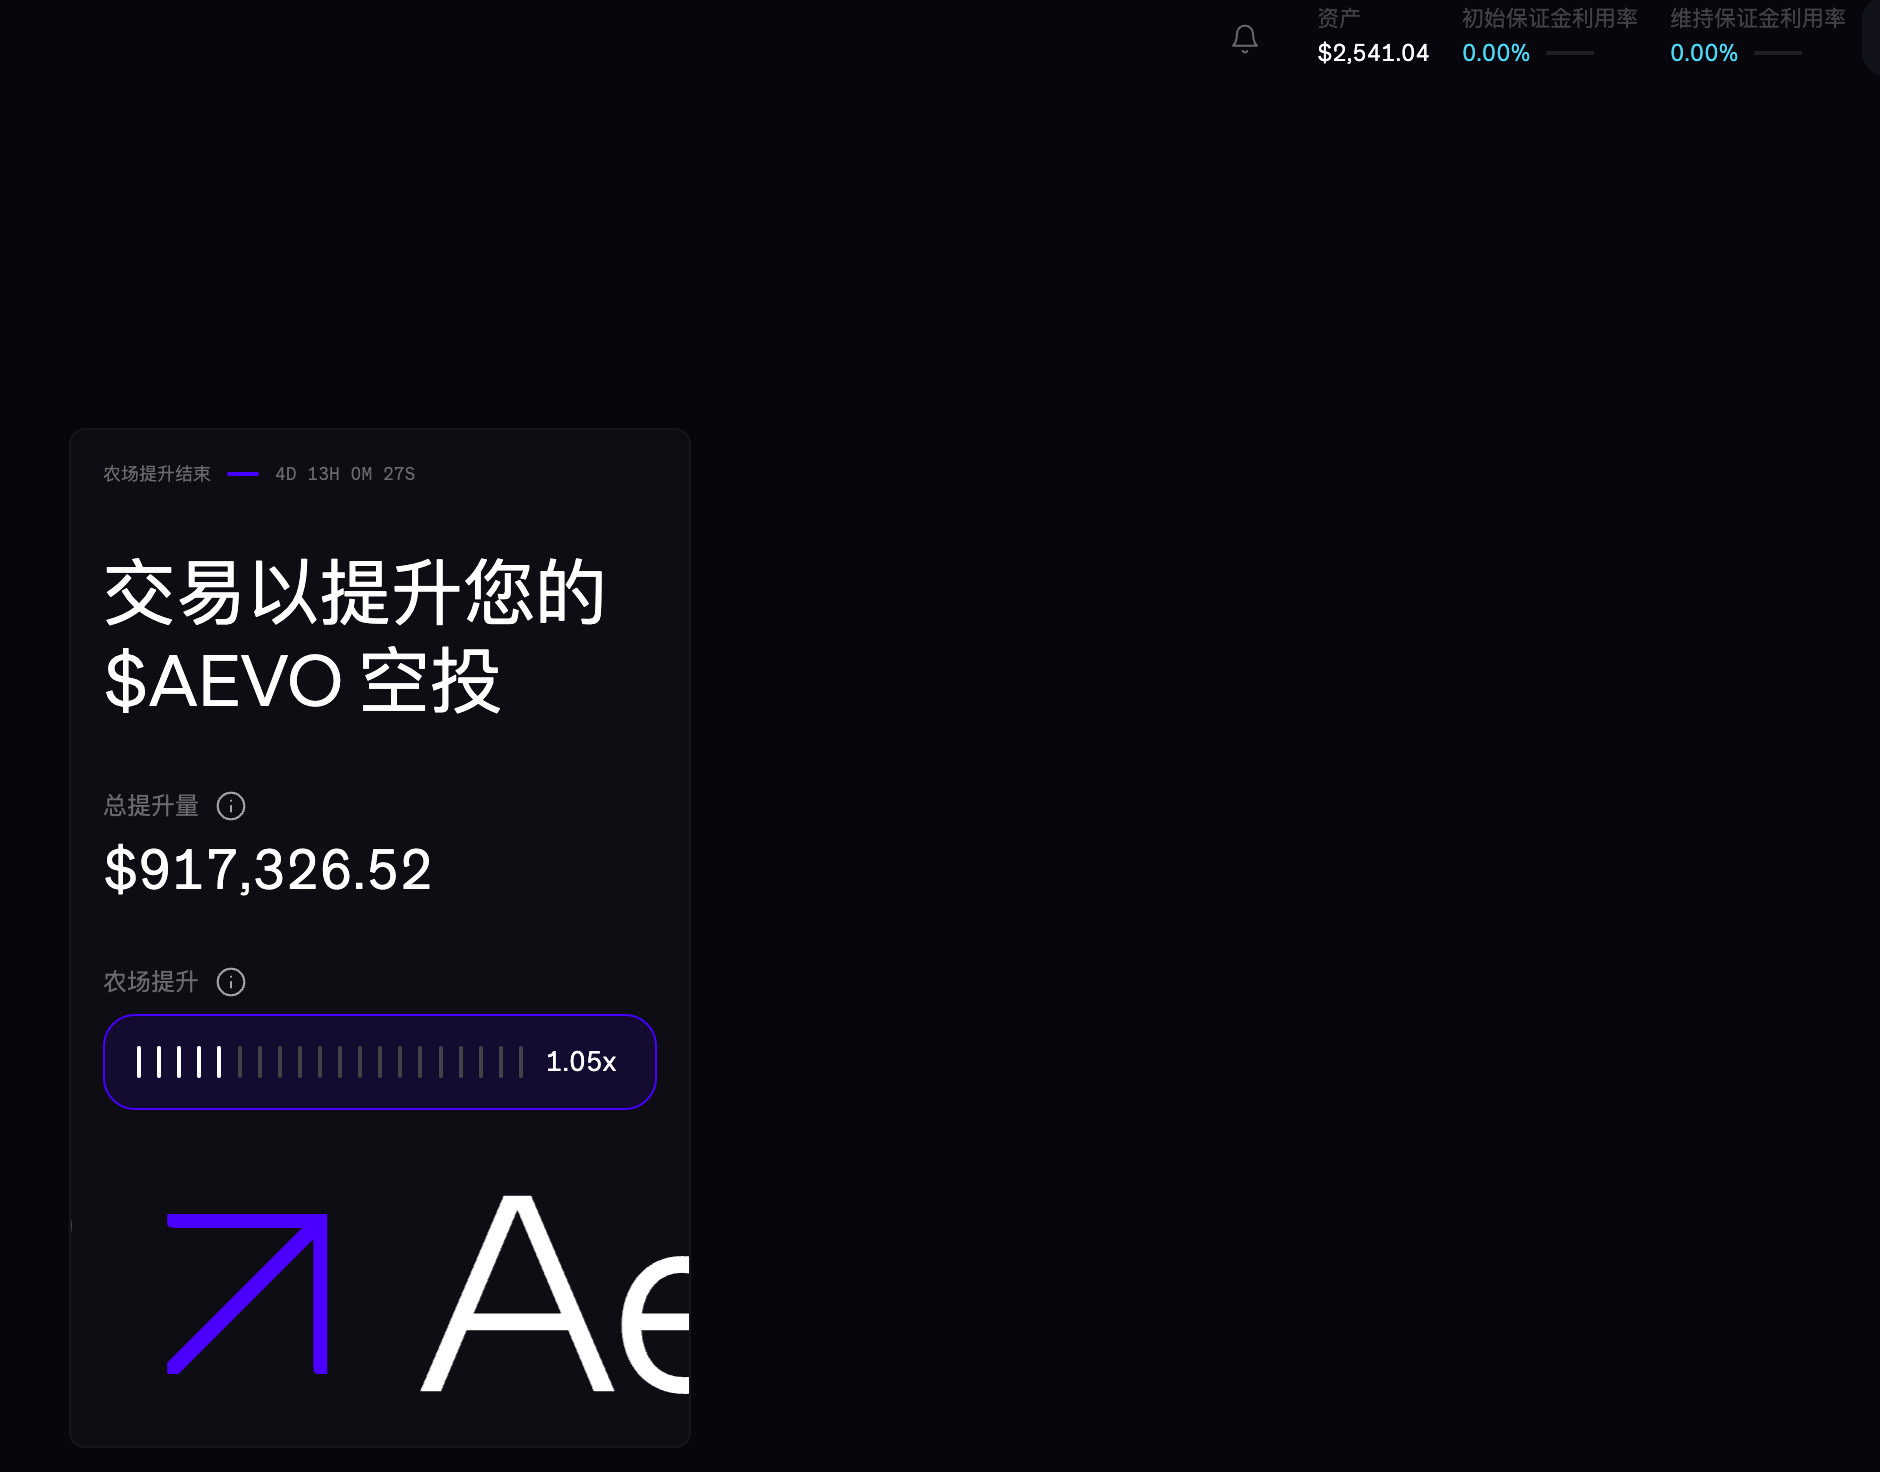 资产 初始保证金利用率 维持保证金利用率
$2,541.04 0.00% 0.00%
农场提升结束 4D 13H 0M 27S
交易以提升您的
$AEVO 空投
总提升量
$917,326.52
农场提升
1.05x
Ae